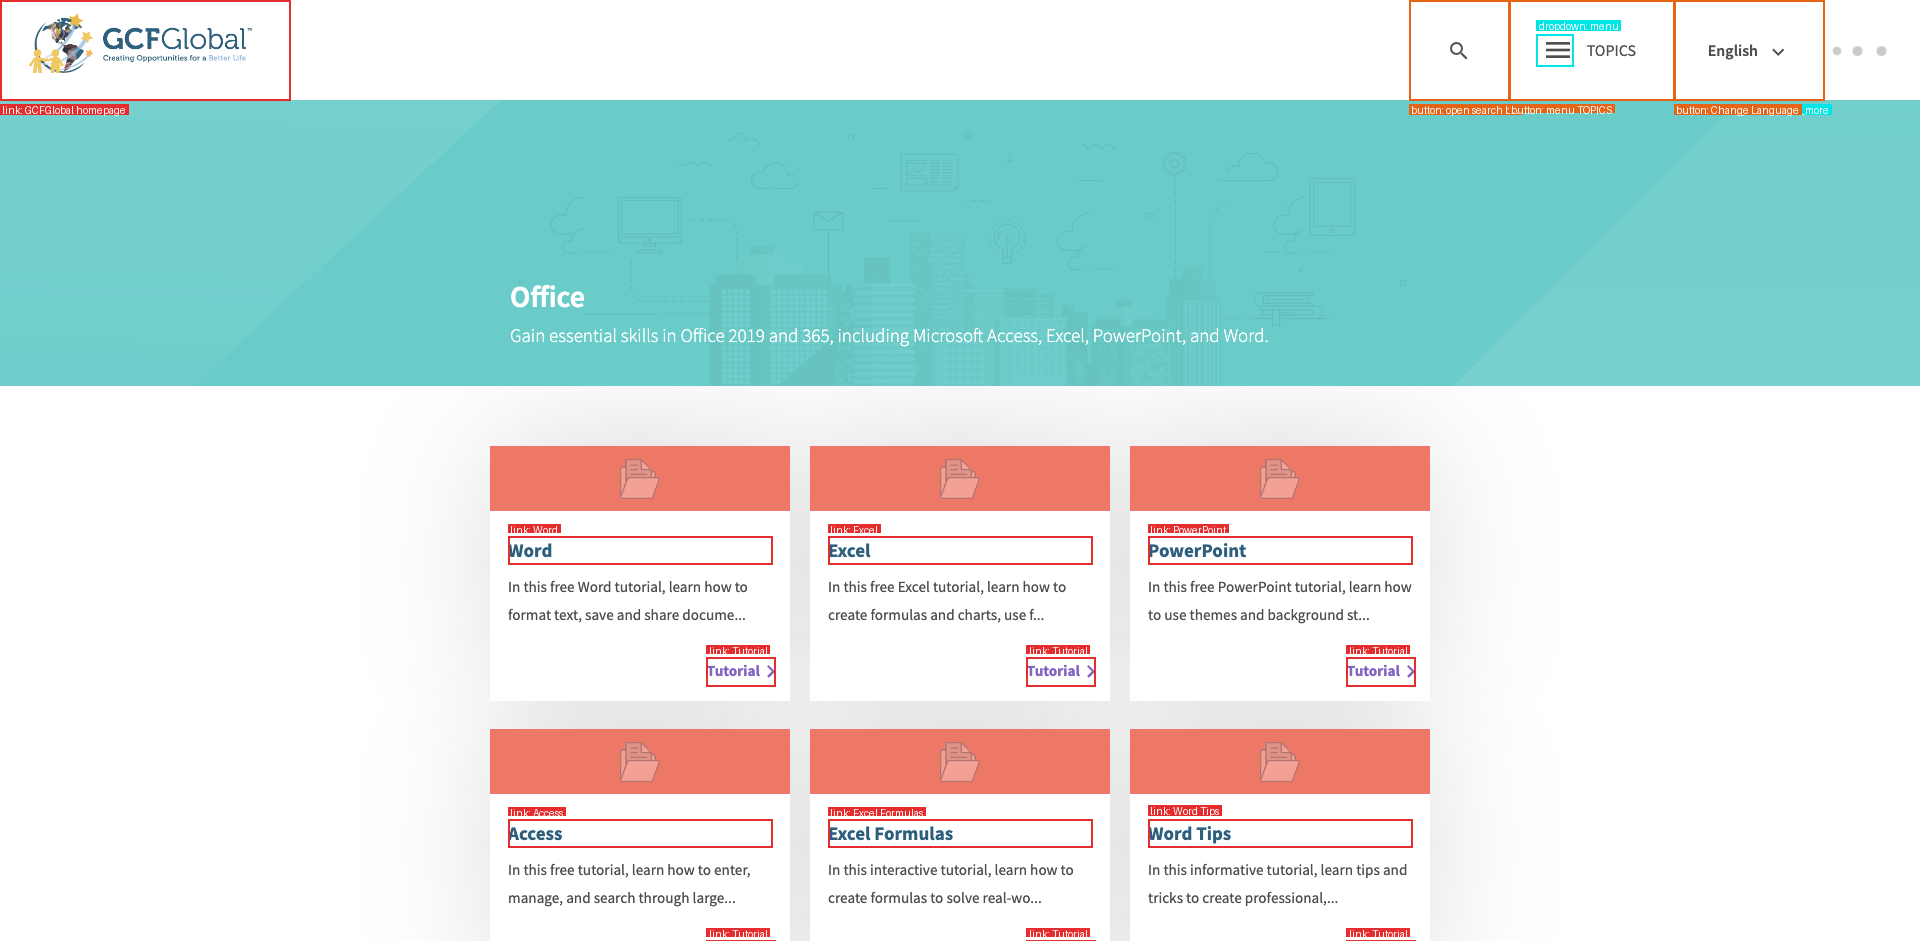 GCFGlobal™
Creating Opportunities for a Better Life
link: GCFGlobal homepage
dropdown: menu
TOPICS
English
button: open search
button: menu TOPICS
button: Change Language
more
Office
Gain essential skills in Office 2019 and 365, including Microsoft Access, Excel, PowerPoint, and Word.
link: Word
Word
In this free Word tutorial, learn how to
format text, save and share docume...
link: Tutorial
Tutorial
link: Excel
Excel
In this free Excel tutorial, learn how to
create formulas and charts, use f...
link: Tutorial
Tutorial
link: PowerPoint
PowerPoint
In this free PowerPoint tutorial, learn how
to use themes and background st...
link: Tutorial
Tutorial
link: Access
Access
In this free tutorial, learn how to enter,
manage, and search through large...
link: Tutorial
link: Excel Formulas
Excel Formulas
In this interactive tutorial, learn how to
create formulas to solve real-wo...
link: Tutorial
link: Word Tips
Word Tips
In this informative tutorial, learn tips and
tricks to create professional,...
link: Tutorial